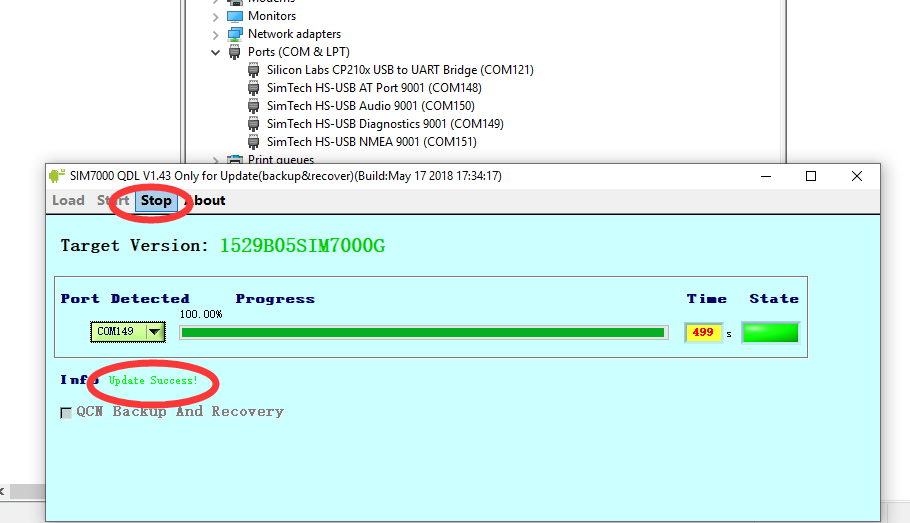 Modems
Monitors
Network adapters
Ports (COM & LPT)
Silicon Labs CP210x USB to UART Bridge (COM121)
SimTech HS-USB AT Port 9001 (COM148)
SimTech HS-USB Audio 9001 (COM150)
SimTech HS-USB Diagnostics 9001 (COM149)
SimTech HS-USB NMEA 9001 (COM151)
Print queues
SIM7000 QDL V1.43 Only for Update(backup&recover)(Build:May 17 2018 17:34:17)
Load Start Stop About
Target Version: 1529B05SIM7000G
Port Detected Progress Time State
100.00%
COM149 499 s
Info Update Success!
QCN Backup And Recovery